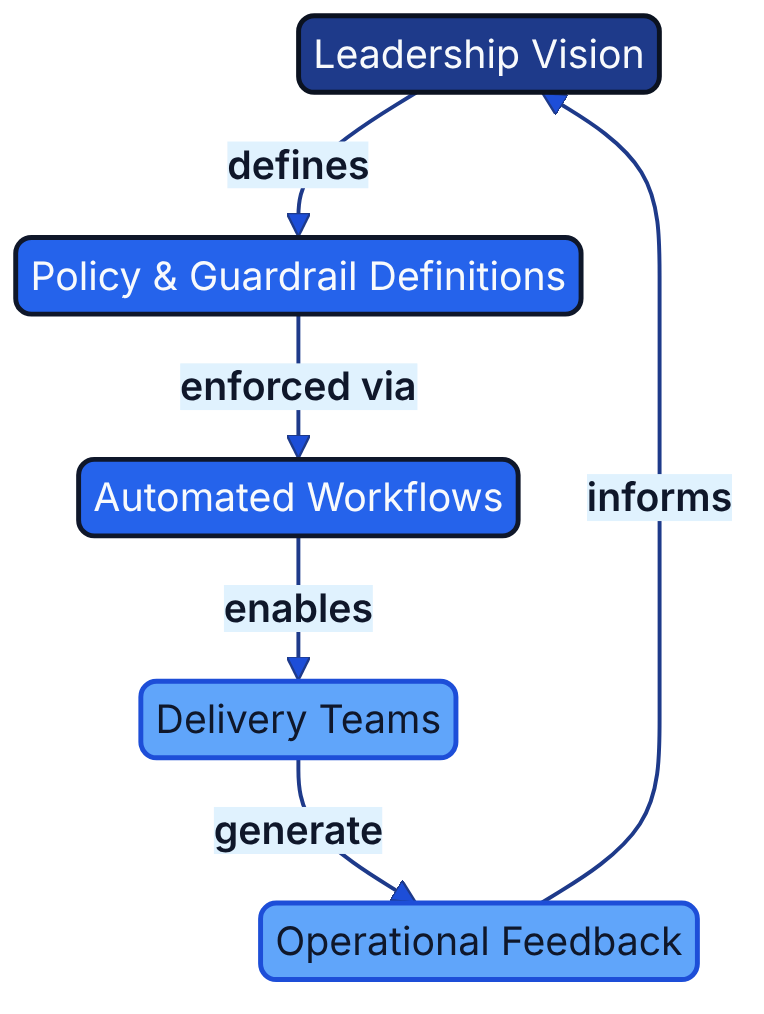 Leadership Vision
defines
Policy & Guardrail Definitions
enforced via
Automated Workflows
informs
enables
Delivery Teams
generate
Operational Feedback